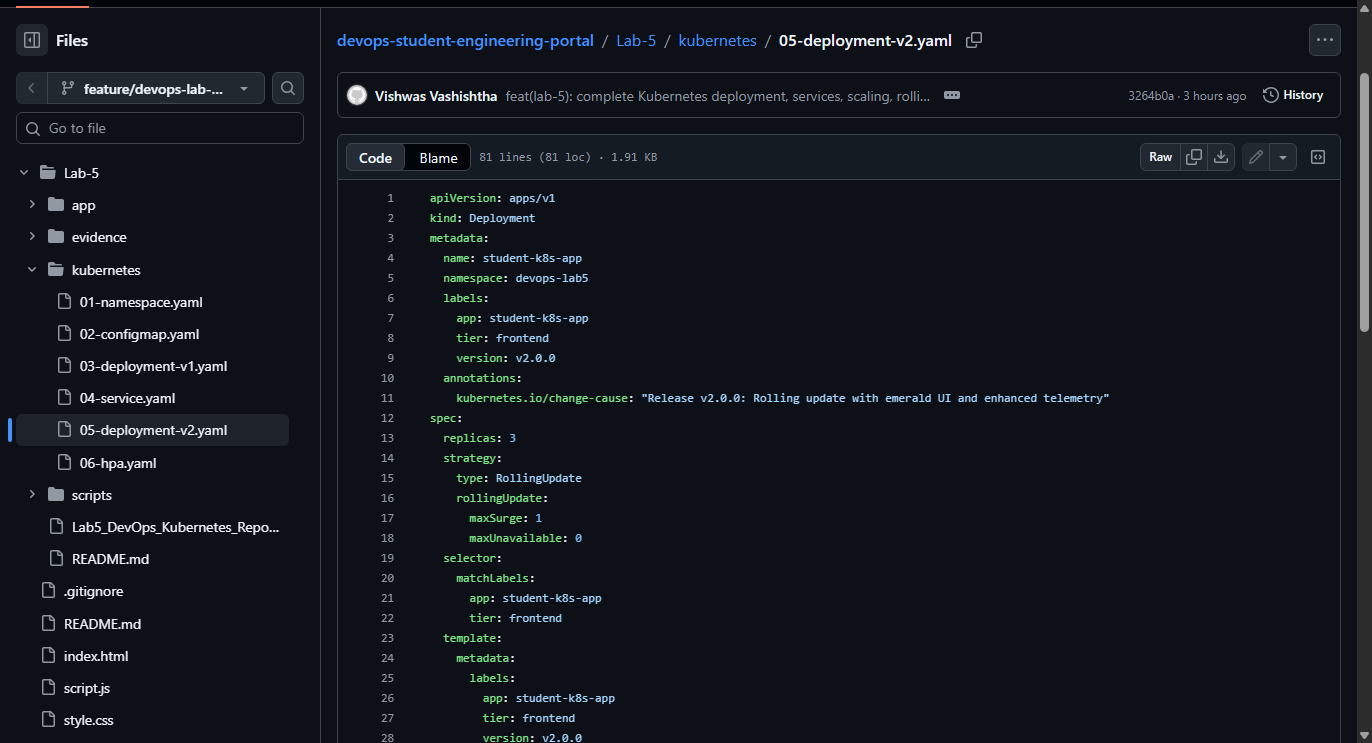 Files
feature/devops-lab-...
Go to file
Lab-5
app
evidence
kubernetes
01-namespace.yaml
02-configmap.yaml
03-deployment-v1.yaml
04-service.yaml
05-deployment-v2.yaml
06-hpa.yaml
scripts
Lab5_DevOps_Kubernetes_Repo...
README.md
.gitignore
README.md
index.html
script.js
style.css
devops-student-engineering-portal / Lab-5 / kubernetes / 05-deployment-v2.yaml
Vishwas Vashishtha feat(lab-5): complete Kubernetes deployment, services, scaling, rolli... 3264b0a · 3 hours ago History
Code Blame 81 lines (81 loc) · 1.91 KB Raw
1 apiVersion: apps/v1
2 kind: Deployment
3 metadata:
4   name: student-k8s-app
5   namespace: devops-lab5
6   labels:
7     app: student-k8s-app
8     tier: frontend
9     version: v2.0.0
10   annotations:
11     kubernetes.io/change-cause: "Release v2.0.0: Rolling update with emerald UI and enhanced telemetry"
12 spec:
13   replicas: 3
14   strategy:
15     type: RollingUpdate
16     rollingUpdate:
17       maxSurge: 1
18       maxUnavailable: 0
19   selector:
20     matchLabels:
21       app: student-k8s-app
22       tier: frontend
23   template:
24     metadata:
25       labels:
26         app: student-k8s-app
27         tier: frontend
28         version: v2.0.0